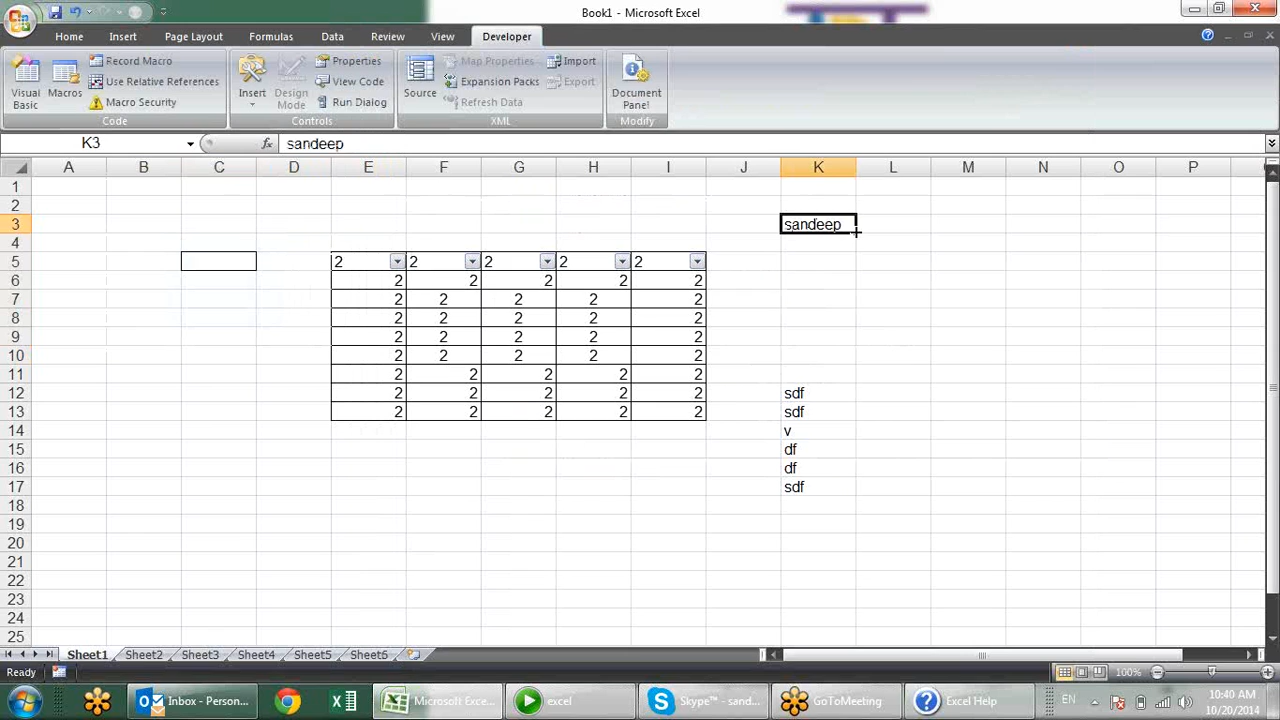 Book1 - Microsoft Excel
Home Insert Page Layout Formulas Data Review View Developer
Visual Basic
Macros
Record Macro
Use Relative References
Macro Security
Code
Insert
Design Mode
Properties
View Code
Run Dialog
Controls
Source
Map Properties
Expansion Packs
Refresh Data
Import
Export
XML
Document Panel
Modify
K3 fx sandeep
A B C D E F G H I J K L M N O P
1
2
3 sandeep
4
5 2 2 2 2 2
6 2 2 2 2 2
7 2 2 2 2 2
8 2 2 2 2 2
9 2 2 2 2 2
10 2 2 2 2 2
11 2 2 2 2 2
12 2 2 2 2 2 sdf
13 2 2 2 2 2 sdf
14 v
15 df
16 df
17 sdf
18
19
20
21
22
23
24
25
Sheet1 Sheet2 Sheet3 Sheet4 Sheet5 Sheet6
Ready 100%
Inbox - Person... Microsoft Exce... excel Skype™ - sand... GoToMeeting Excel Help EN 10:40 AM
10/20/2014